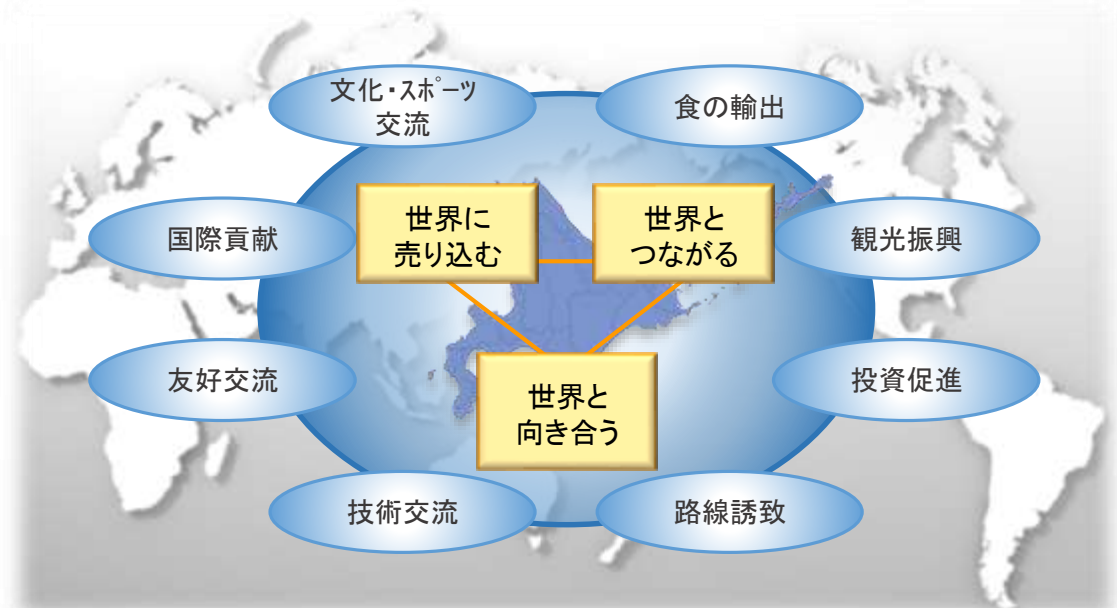 文化・スポーツ
交流
食の輸出
世界に
売り込む
世界と
つながる
国際貢献
観光振興
友好交流
投資促進
世界と
向き合う
技術交流
路線誘致